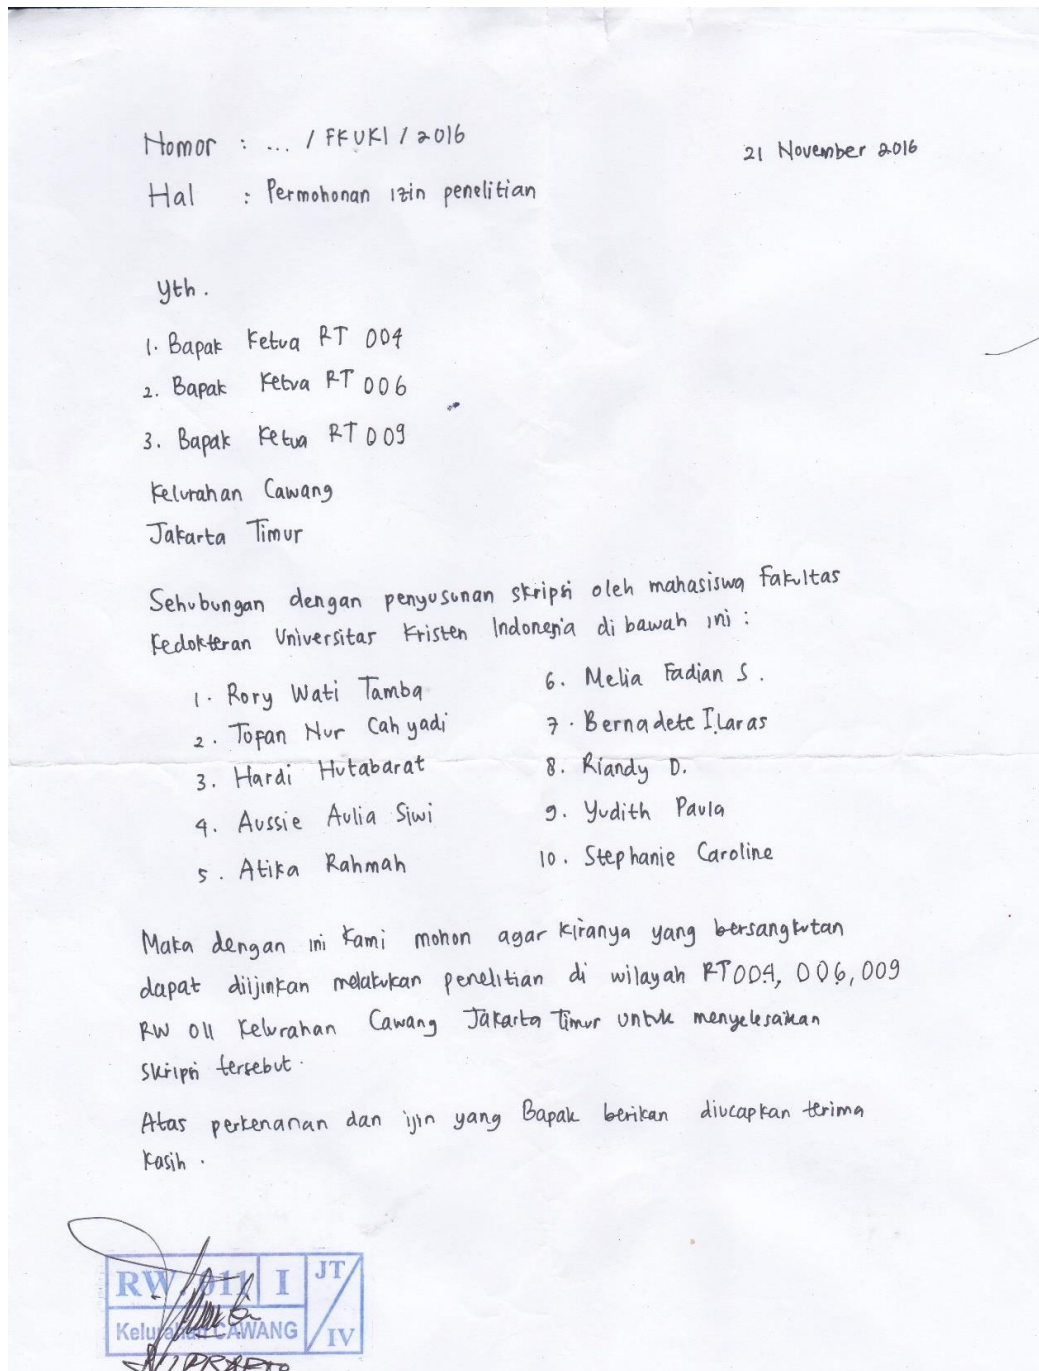 Nomor : ... / FKUKI / 2016
21 November 2016
Hal : Permohonan izin penelitian
Yth.
1. Bapak Ketua RT 004
2. Bapak Ketua RT 006
3. Bapak Ketua RT 009
Kelurahan Cawang
Jakarta Timur
Sehubungan dengan penyusunan skripsi oleh mahasiswa Fakultas
Kedokteran Universitas Kristen Indonesia di bawah ini :
1. Rory Wati Tamba
2. Topan Nur Cahyadi
3. Hardi Hutabarat
4. Aussie Aulia Siwi
5. Atika Rahmah
6. Melia Fadian S.
7. Bernadete I.Laras
8. Riandy D.
9. Yudith Paula
10. Stephanie Caroline
Maka dengan ini kami mohon agar kiranya yang bersangkutan
dapat diijinkan melakukan penelitian di wilayah RT 004, 006, 009
RW 011 Kelurahan Cawang Jakarta Timur untuk menyelesaikan
skripsi tersebut.
Atas perkenanan dan ijin yang Bapak berikan diucapkan terima
kasih.
RW 011 I JT/IV
Kelurahan CAWANG